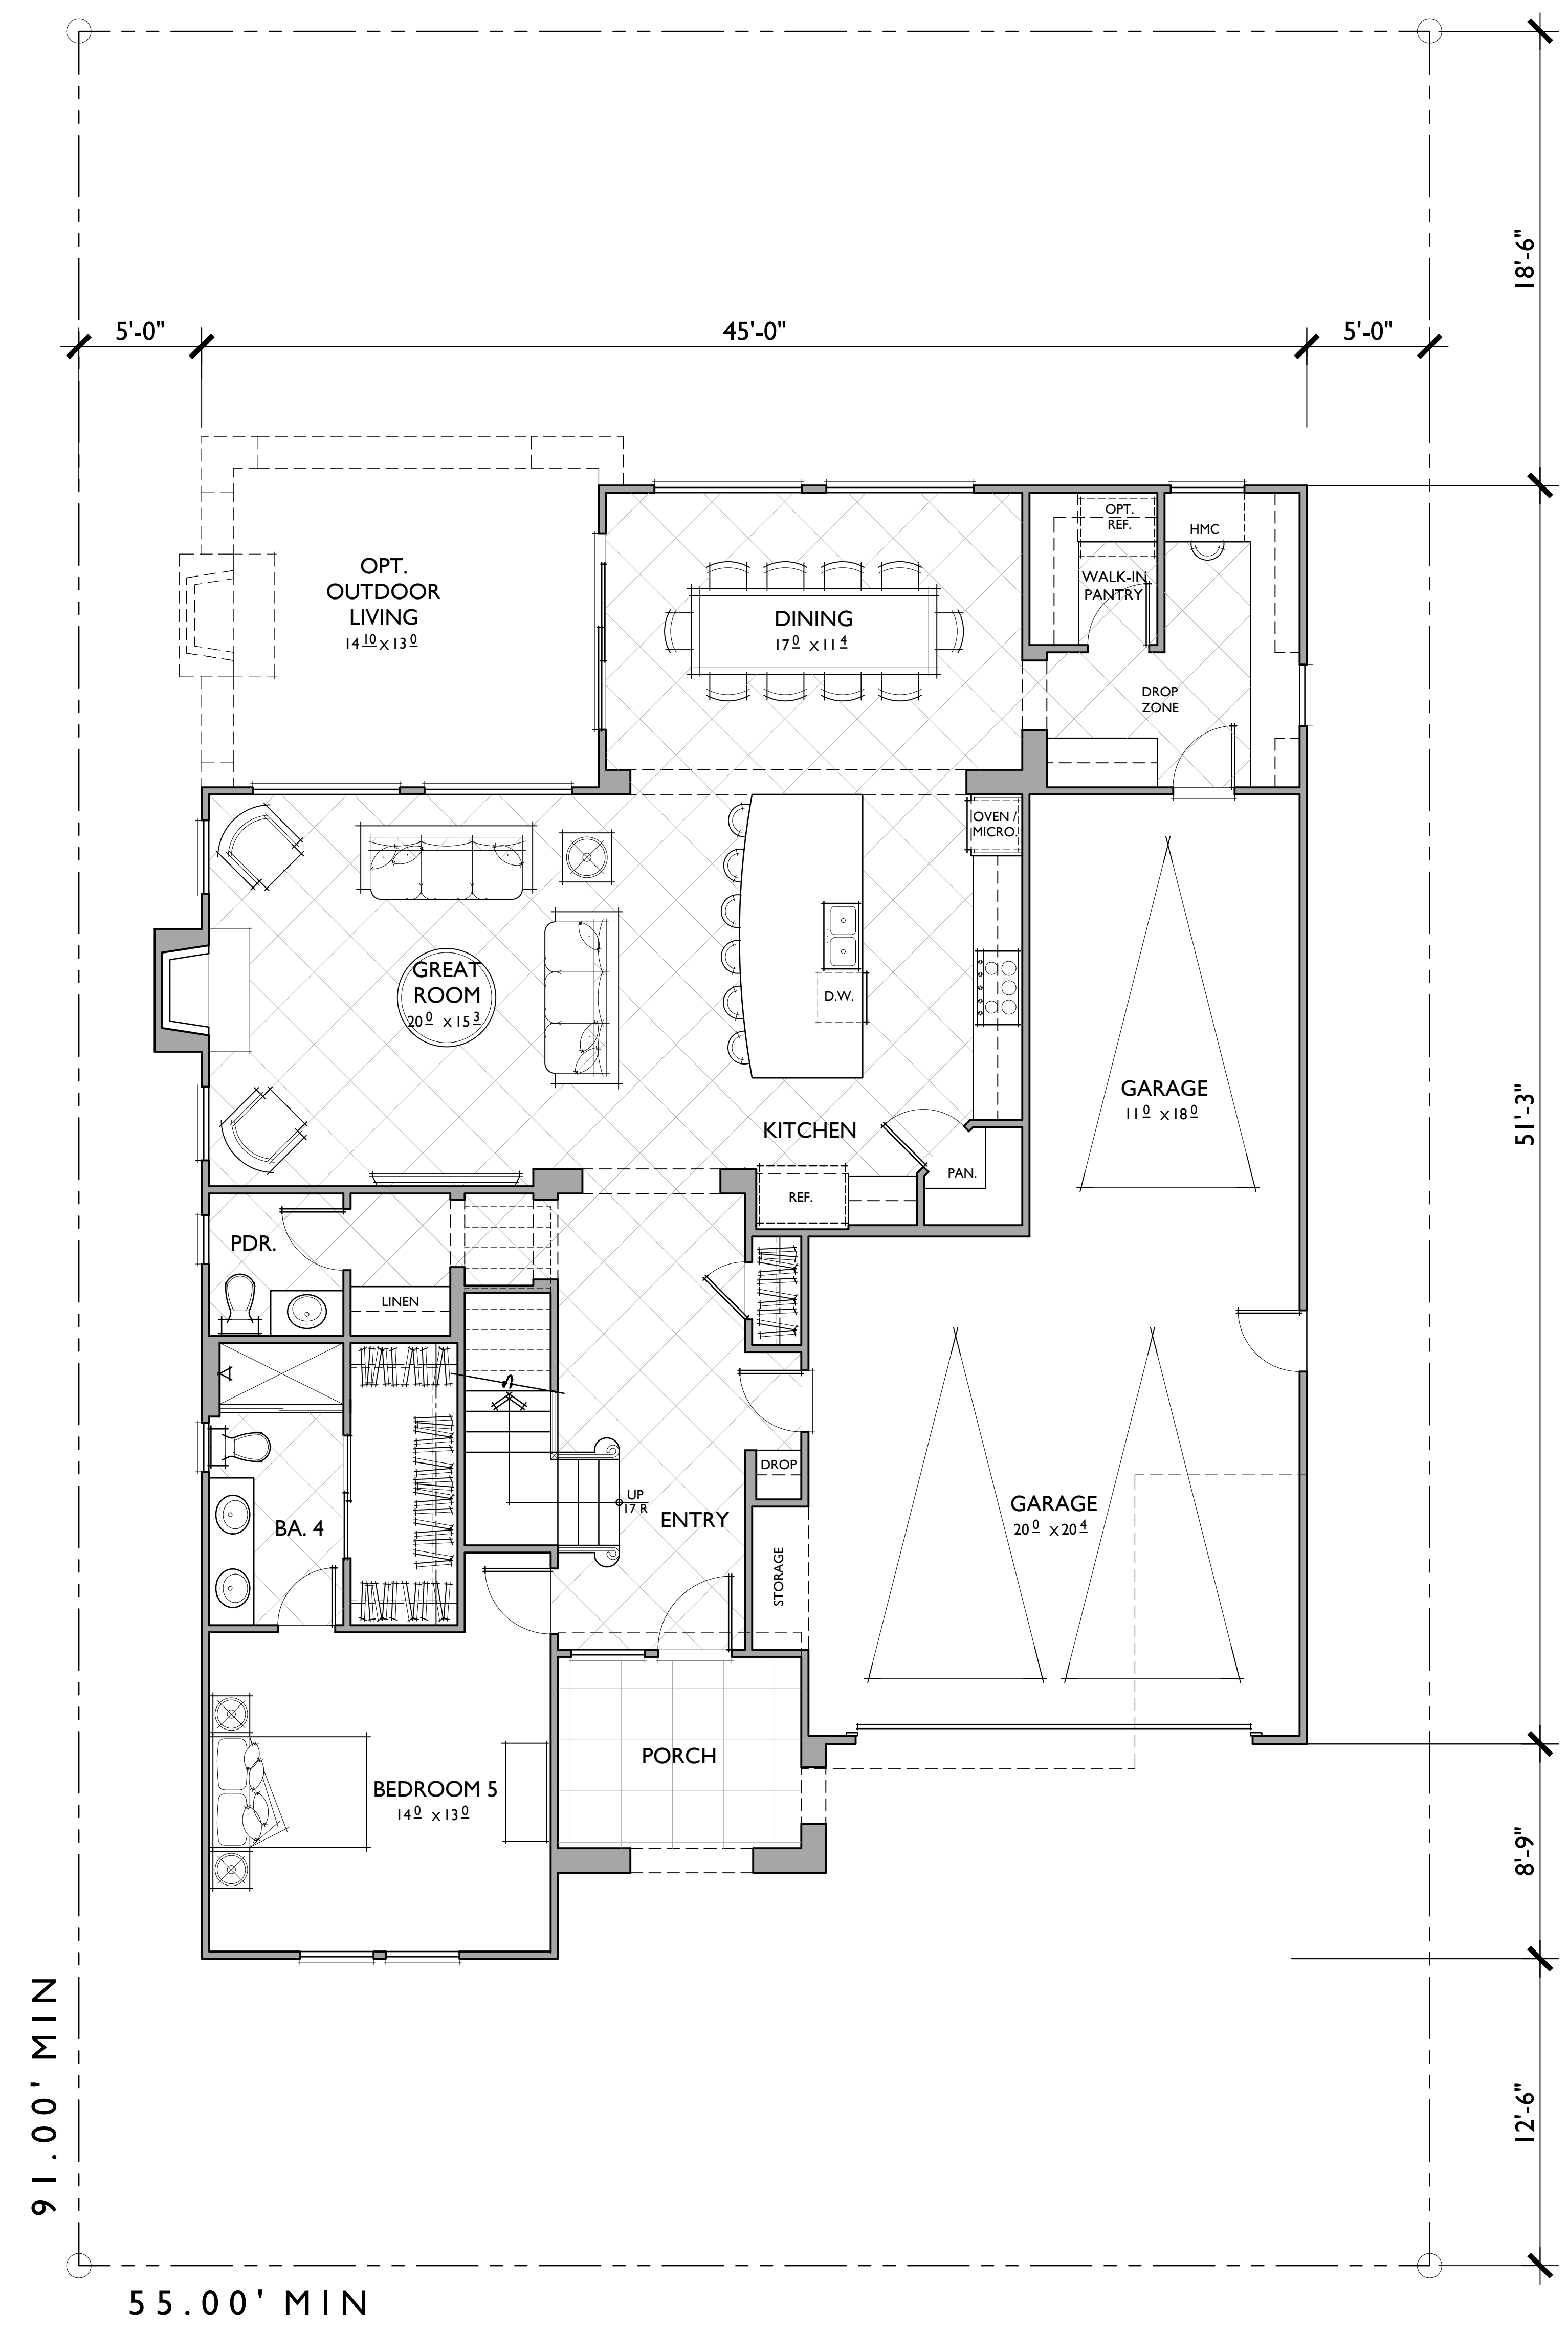 18'-6"
5'-0"
45'-0"
5'-0"
OPT.
OUTDOOR
LIVING
14 10 x 13 0
DINING
17 0 x 11 4
OPT.
REF.
HMC
WALK-IN
PANTRY
DROP
ZONE
OVEN /
MICRO.
GREAT
ROOM
20 0 x 15 3
D.W.
KITCHEN
GARAGE
11 0 x 18 0
51'-3"
PAN.
REF.
PDR.
LINEN
DROP
UP
17 R
ENTRY
BA. 4
GARAGE
20 0 x 20 4
STORAGE
PORCH
BEDROOM 5
14 0 x 13 0
8'-9"
12'-6"
91.00' MIN
55.00' MIN